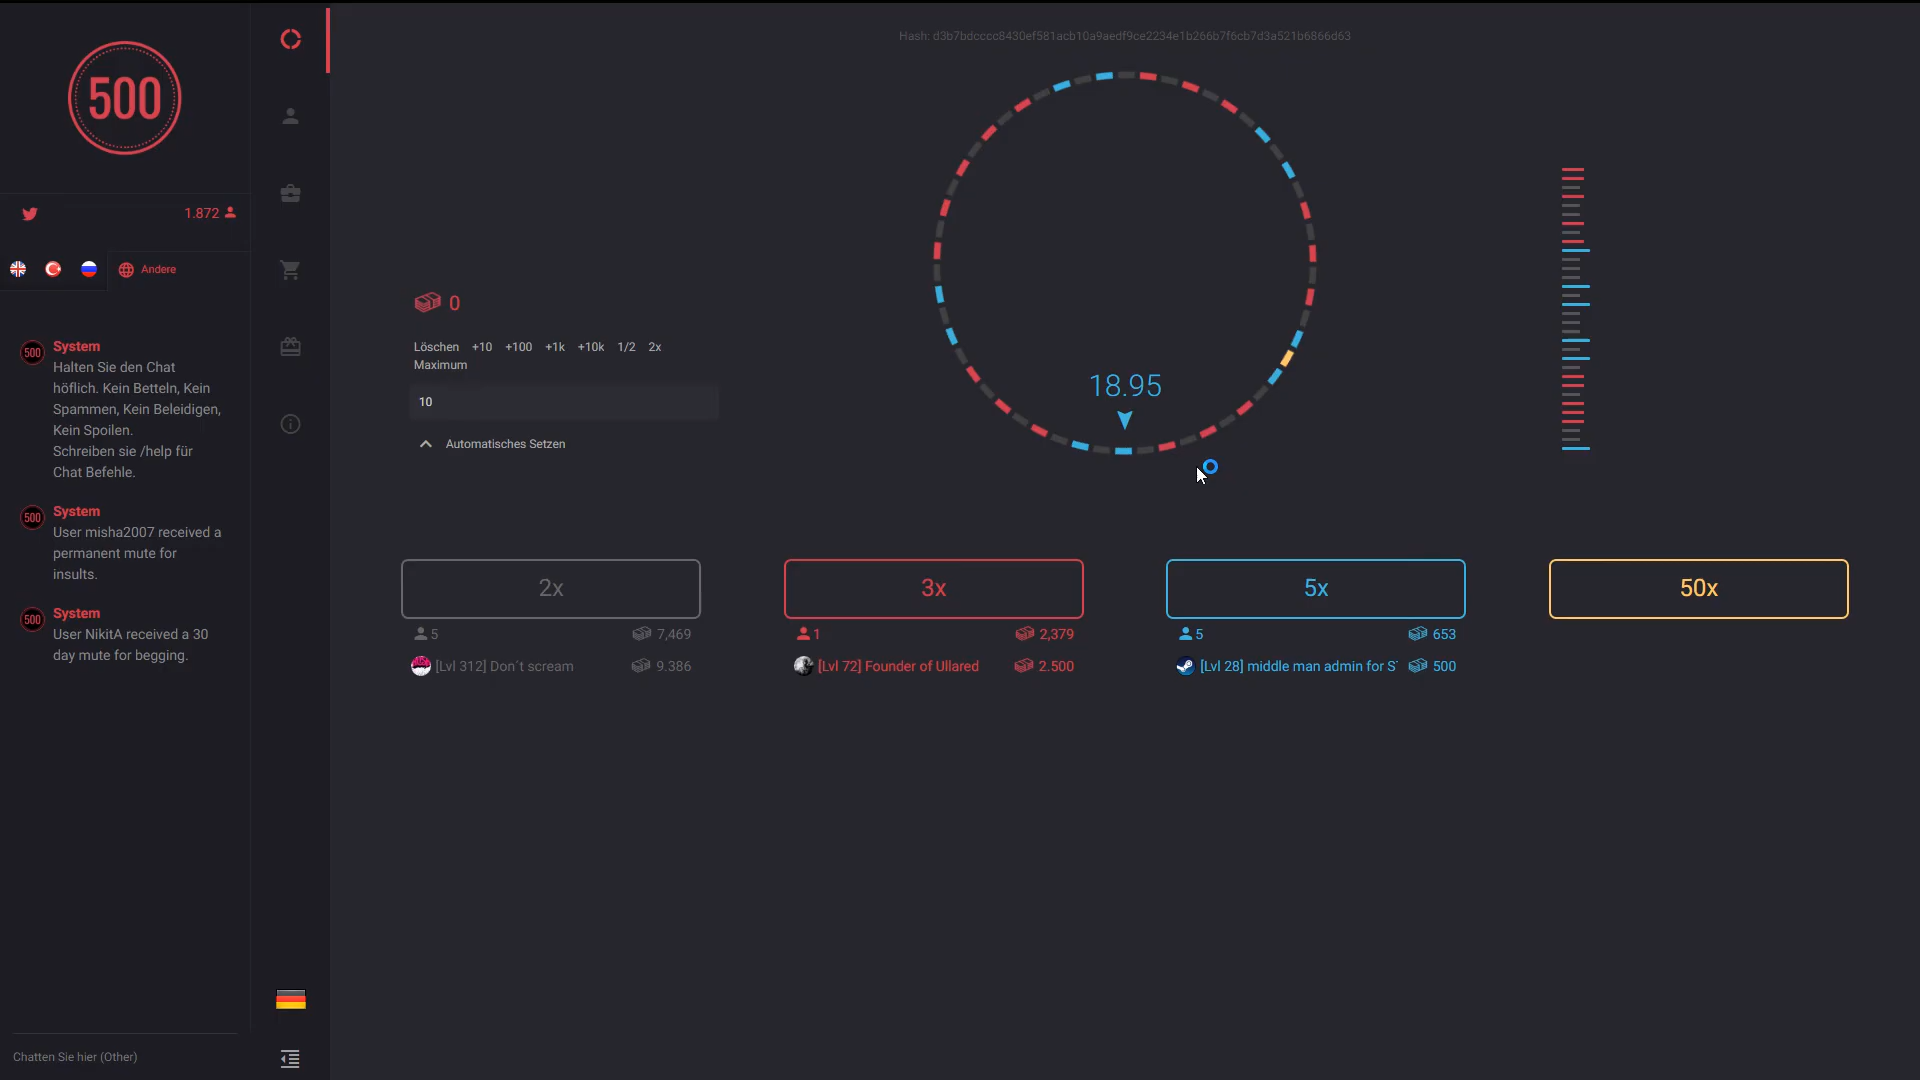 500
1.872
Andere
500
System
Halten Sie den Chat
höflich. Kein Betteln, Kein
Spammen, Kein Beleidigen,
Kein Spoilen.
Schreiben sie /help für
Chat Befehle.
500
System
User misha2007 received a
permanent mute for
insults.
500
System
User NikitA received a 30
day mute for begging.
Chatten Sie hier (Other)
Hash: d3b7bdcccc8430ef581acb10a9aedf9ce2234e1b266b7f6cb7d3a521b6866d63
0
Löschen +10 +100 +1k +10k 1/2 2x
Maximum
10
Automatisches Setzen
18.95
2x
5 7,469
[Lvl 312] Don´t scream 9.386
3x
1 2,379
[Lvl 72] Founder of Ullared 2.500
5x
5 653
[Lvl 28] middle man admin for S 500
50x